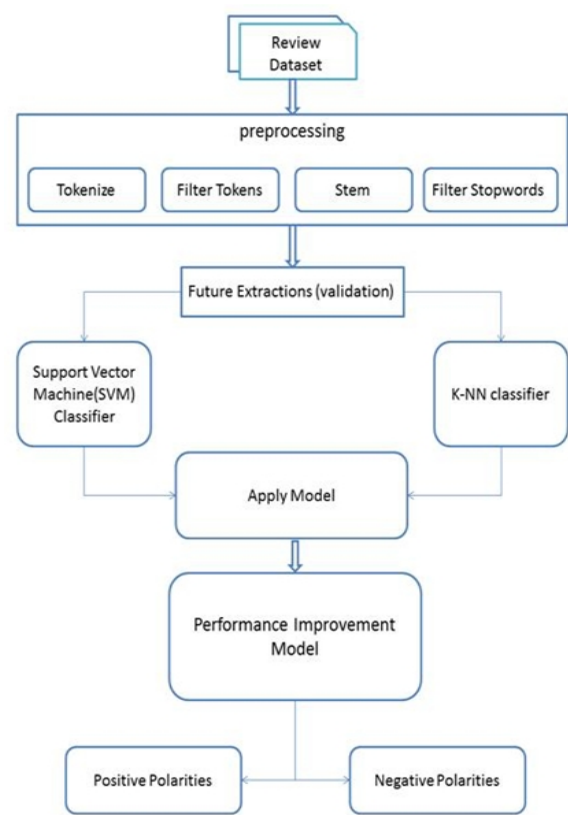 Review
Dataset
preprocessing
Tokenize
Filter Tokens
Stem
Filter Stopwords
Future Extractions (validation)
Support Vector
Machine(SVM)
Classifier
K-NN classifier
Apply Model
Performance Improvement
Model
Positive Polarities
Negative Polarities